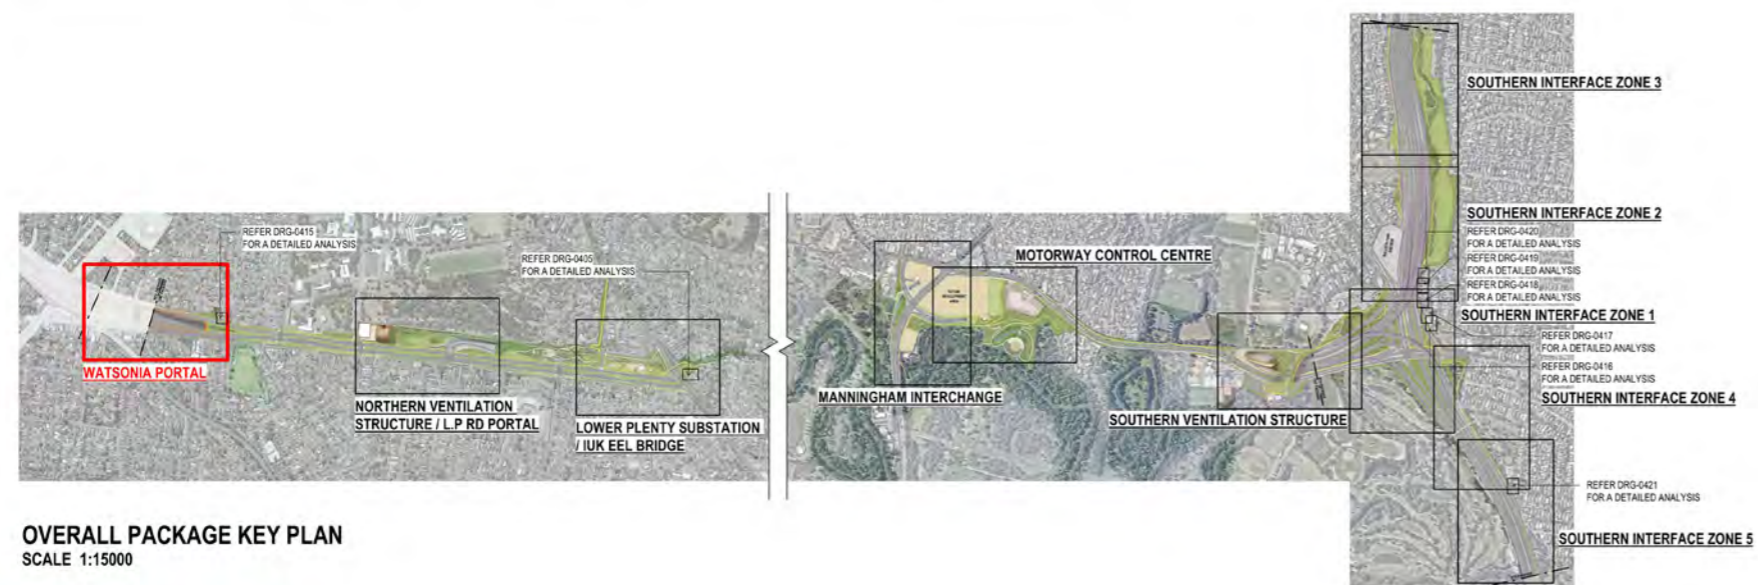 SOUTHERN INTERFACE ZONE 3
SOUTHERN INTERFACE ZONE 2
REFER DRG-0420
FOR A DETAILED ANALYSIS
REFER DRG-0419
FOR A DETAILED ANALYSIS
REFER DRG-0418
FOR A DETAILED ANALYSIS
SOUTHERN INTERFACE ZONE 1
REFER DRG-0417
FOR A DETAILED ANALYSIS
REFER DRG-0416
FOR A DETAILED ANALYSIS
SOUTHERN INTERFACE ZONE 4
REFER DRG-0415
FOR A DETAILED ANALYSIS
REFER DRG-0405
FOR A DETAILED ANALYSIS
MOTORWAY CONTROL CENTRE
WATSONIA PORTAL
NORTHERN VENTILATION
STRUCTURE / L.P RD PORTAL
LOWER PLENTY SUBSTATION
/ IUK EEL BRIDGE
MANNINGHAM INTERCHANGE
SOUTHERN VENTILATION STRUCTURE
REFER DRG-0421
FOR A DETAILED ANALYSIS
SOUTHERN INTERFACE ZONE 5
OVERALL PACKAGE KEY PLAN
SCALE 1:15000